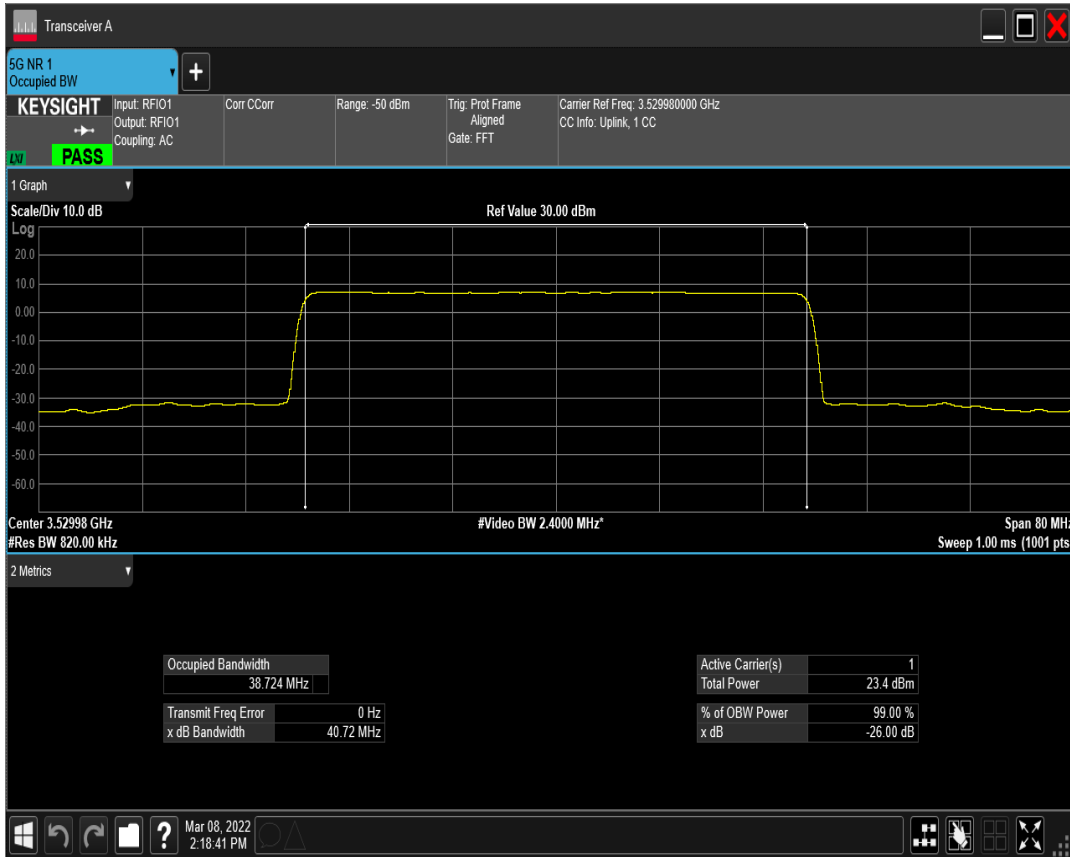 Transceiver A
5G NR 1
Occupied BW
KEYSIGHT
LXI
PASS
Input: RFIO1
Output: RFIO1
Coupling: AC
Corr CCorr
Range: -50 dBm
Trig: Prot Frame
Aligned
Gate: FFT
Carrier Ref Freq: 3.529980000 GHz
CC Info: Uplink, 1 CC
1 Graph
Scale/Div 10.0 dB
Ref Value 30.00 dBm
Log
20.0
10.0
0.00
-10.0
-20.0
-30.0
-40.0
-50.0
-60.0
Center 3.52998 GHz
#Video BW 2.4000 MHz*
Span 80 MHz
#Res BW 820.00 kHz
Sweep 1.00 ms (1001 pts
2 Metrics
Occupied Bandwidth
38.724 MHz
Transmit Freq Error 0 Hz
x dB Bandwidth 40.72 MHz
Active Carrier(s) 1
Total Power 23.4 dBm
% of OBW Power 99.00 %
x dB -26.00 dB
?
Mar 08, 2022
2:18:41 PM